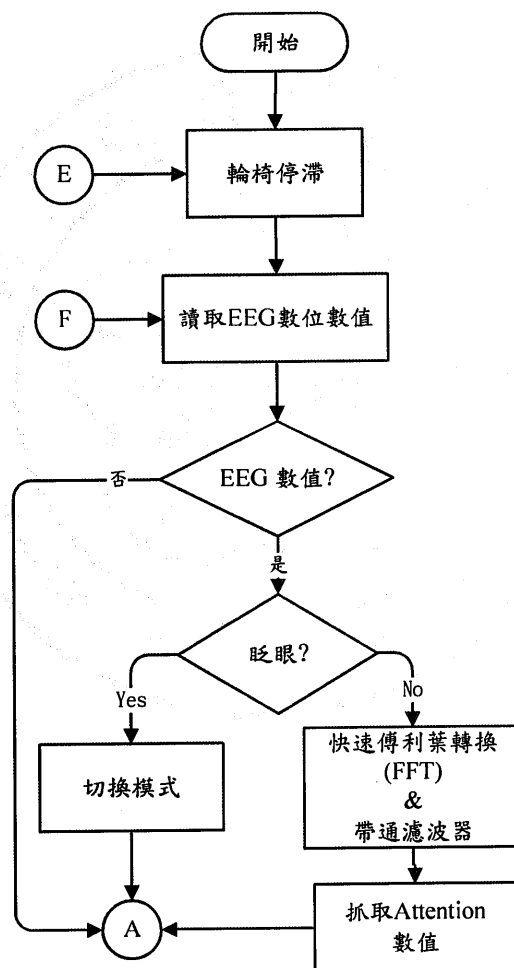 開始
E
輪椅停滯
F
讀取EEG數位數值
EEG 數值?
否
是
眨眼?
Yes
No
切換模式
快速傅利葉轉換
(FFT)
&
帶通濾波器
A
抓取Attention
數值